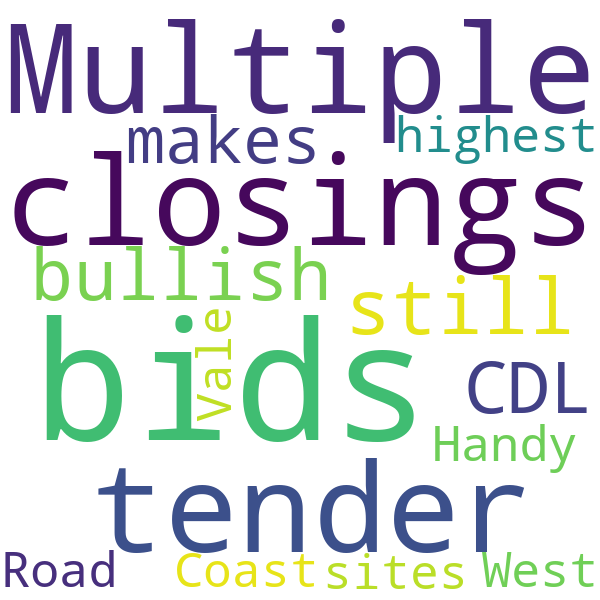 Multiple
makes highest
closings
bullish
still
Vale
bids
CDL
Handy
tender
Road Coast sites West